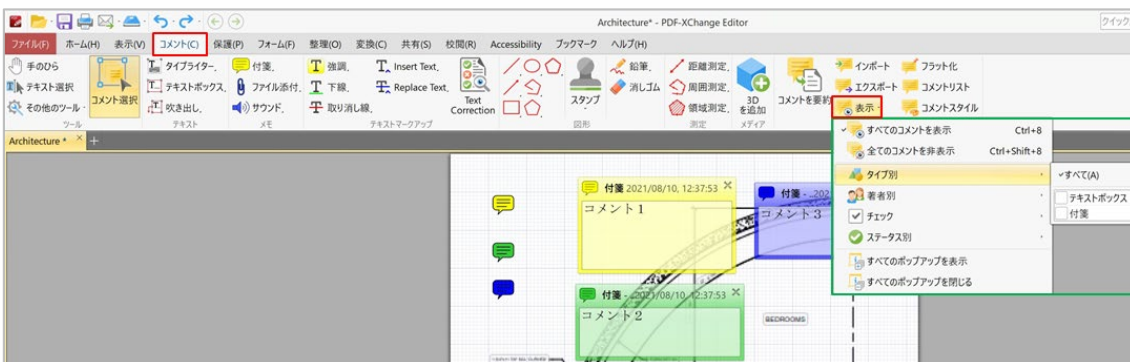 Architecture* - PDF-XChange Editor
クイック
ファイル(F) ホーム(H) 表示(V) コメント(C) 保護(P) フォーム(F) 整理(O) 変換(C) 共有(S) 校閲(R) Accessibility ブックマーク ヘルプ(H)
手のひら
テキスト選択
その他のツール
コメント選択
ツール
タイプライター
テキストボックス
吹き出し
テキスト
付箋
ファイル添付
サウンド
メモ
強調
下線
取り消し線
Insert Text
Replace Text
Text Correction
テキストマークアップ
スタンプ
鉛筆
消しゴム
図形
距離測定
周囲測定
領域測定
測定
3Dを追加
メディア
コメントを要約
インポート
エクスポート
表示
フラット化
コメントリスト
コメントスタイル
Architecture *
すべてのコメントを表示 Ctrl+8
全てのコメントを非表示 Ctrl+Shift+8
タイプ別
著者別
チェック
ステータス別
すべてのポップアップを表示
すべてのポップアップを閉じる
すべて(A)
テキストボックス
付箋
付箋 2021/08/10, 12:37:53
コメント1
付箋 - ..202
コメント3
付箋 - ..2021/08/10, 12:37:53
コメント2
BEDROOMS